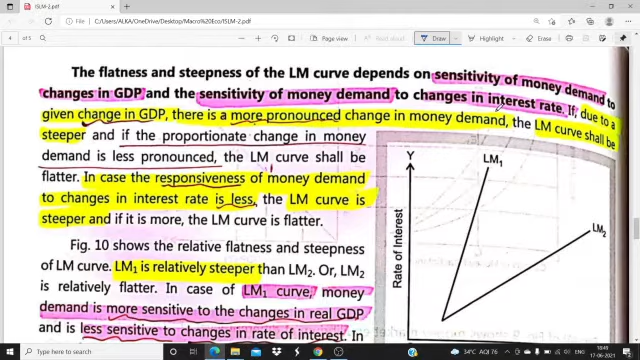 ISLM-2.pdf
File
C:/Users/ALKA/OneDrive/Desktop/Macro%20Eco/ISLM-2.pdf
4 of 5
Draw
Highlight
Erase
The flatness and steepness of the LM curve depends on sensitivity of money demand to
changes in GDP and the sensitivity of money demand to changes in interest rate. If, due to a
given change in GDP, there is a more pronounced change in money demand, the LM curve shall be
steeper and if the proportionate change in money
demand is less pronounced, the LM curve shall be
flatter. In case the responsiveness of money demand
to changes in interest rate is less, the LM curve is
steeper and if it is more, the LM curve is flatter.
Fig. 10 shows the relative flatness and steepness
of LM curve. LM₁ is relatively steeper than LM₂. Or, LM₂
is relatively flatter. In case of LM₁ curve, money
demand is more sensitive to the changes in real GDP
and is less sensitive to changes in rate of interest. In
Y
LM₁
LM₂
Rate of Interest
34°C AQI 76
ENG
18:46
17-06-2021